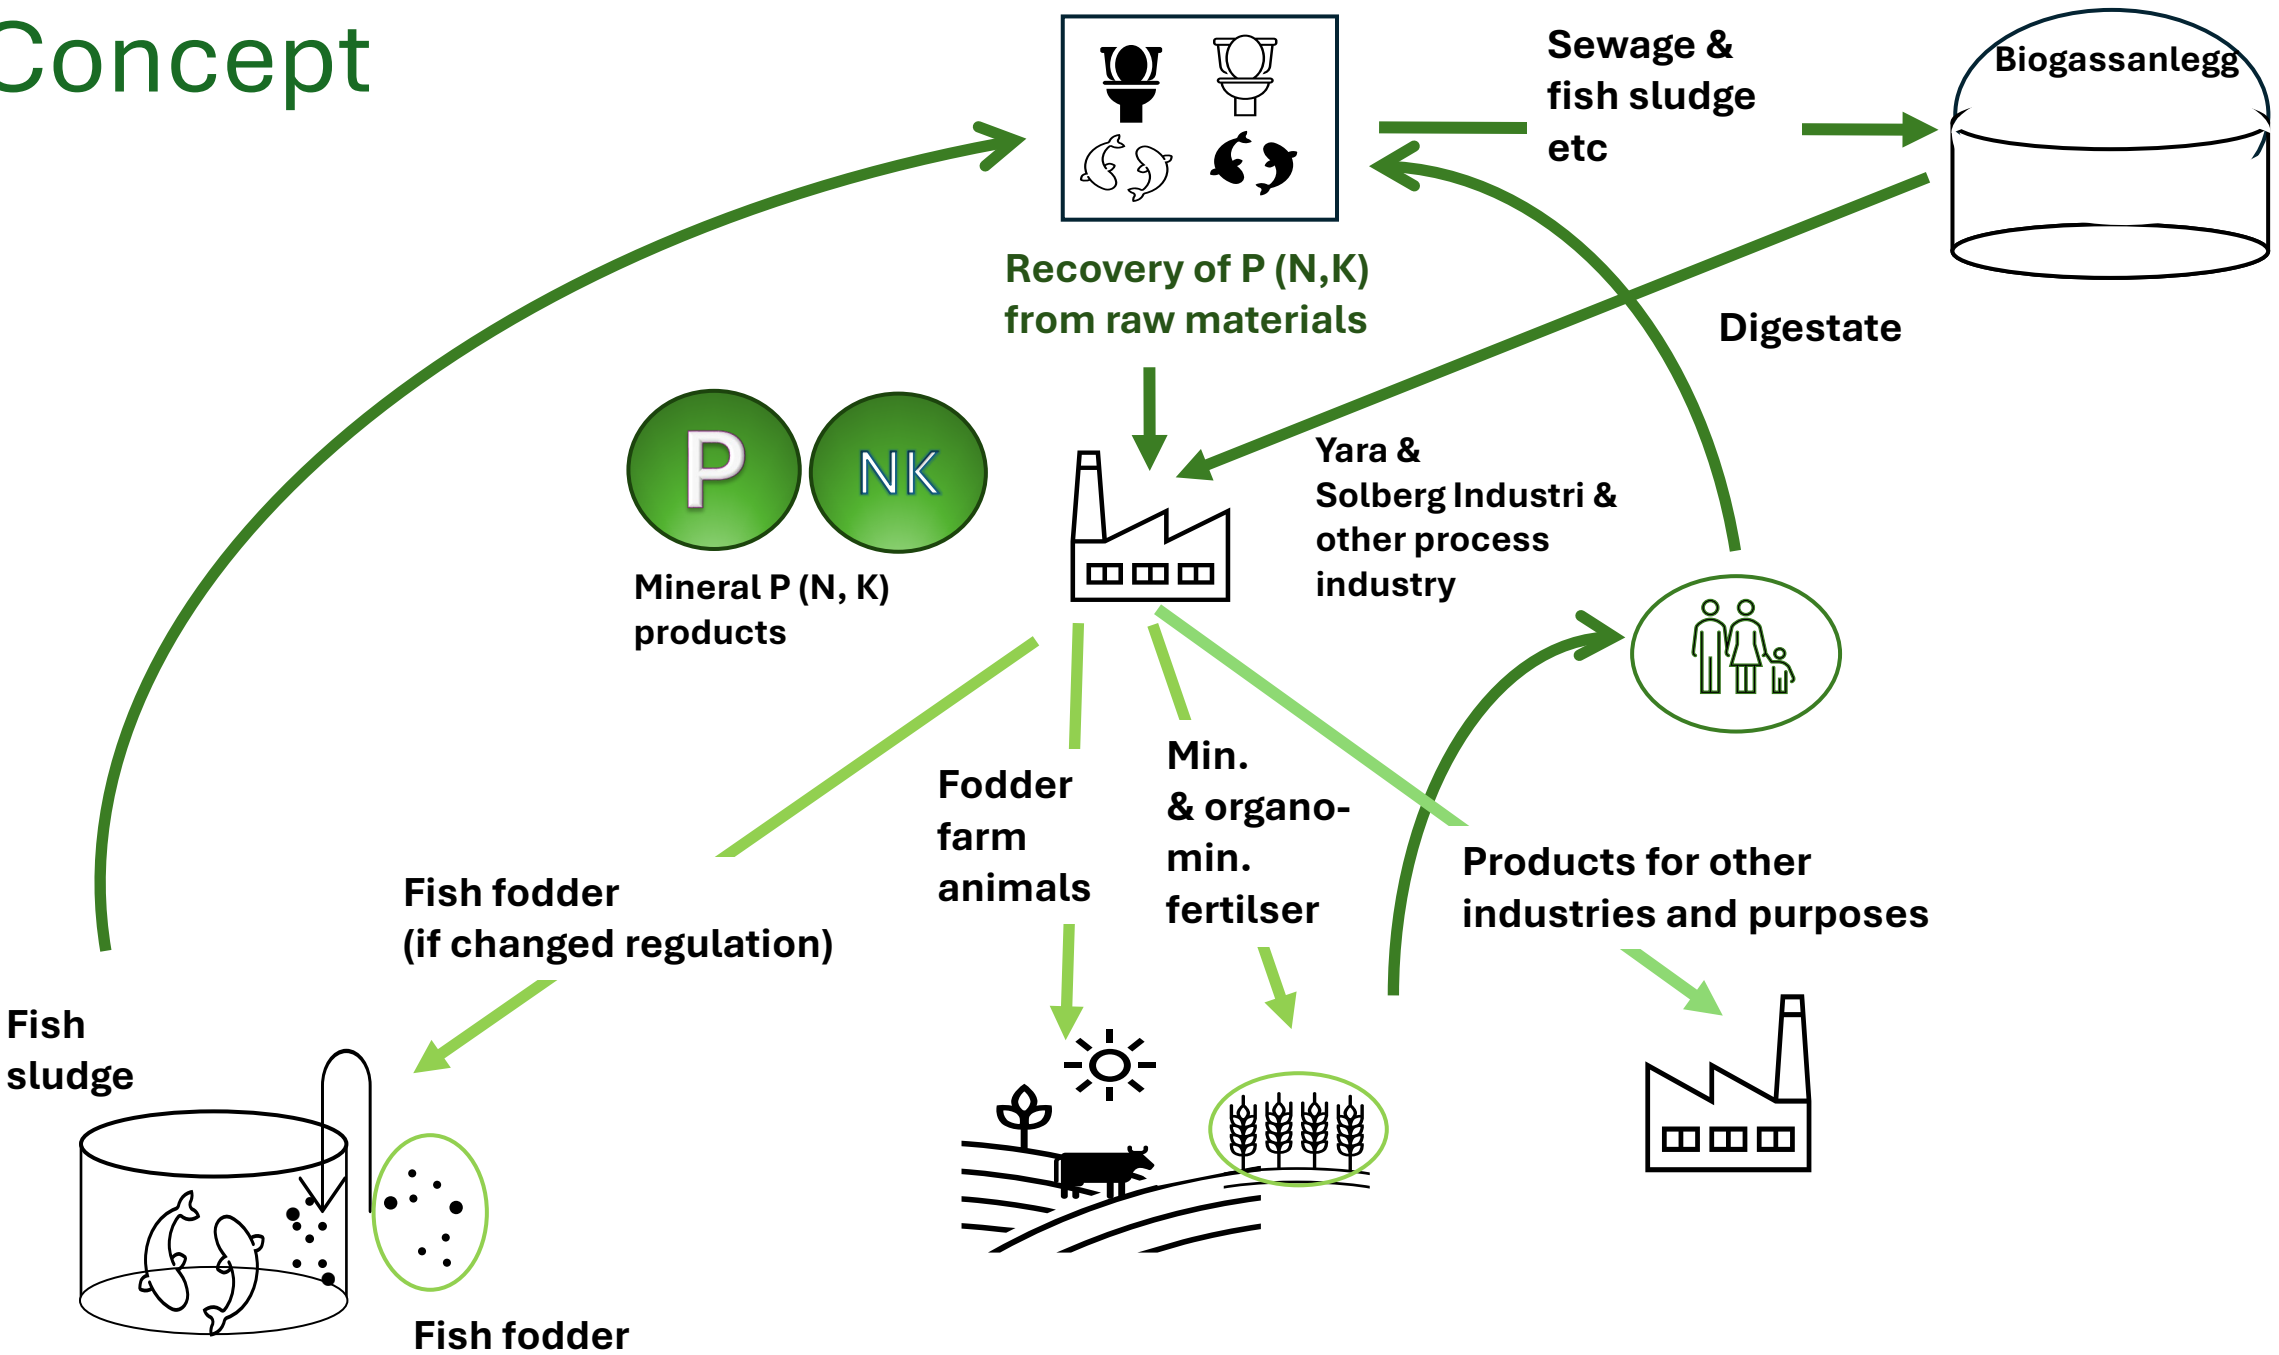 Concept
Sewage &
fish sludge
etc
Biogassanlegg
Recovery of P (N,K)
from raw materials
Digestate
P
NK
Yara &
Solberg Industri &
other process
industry
Mineral P (N, K)
products
Fodder
farm
animals
Min.
& organo-
min.
fertilser
Products for other
industries and purposes
Fish fodder
(if changed regulation)
Fish
sludge
Fish fodder